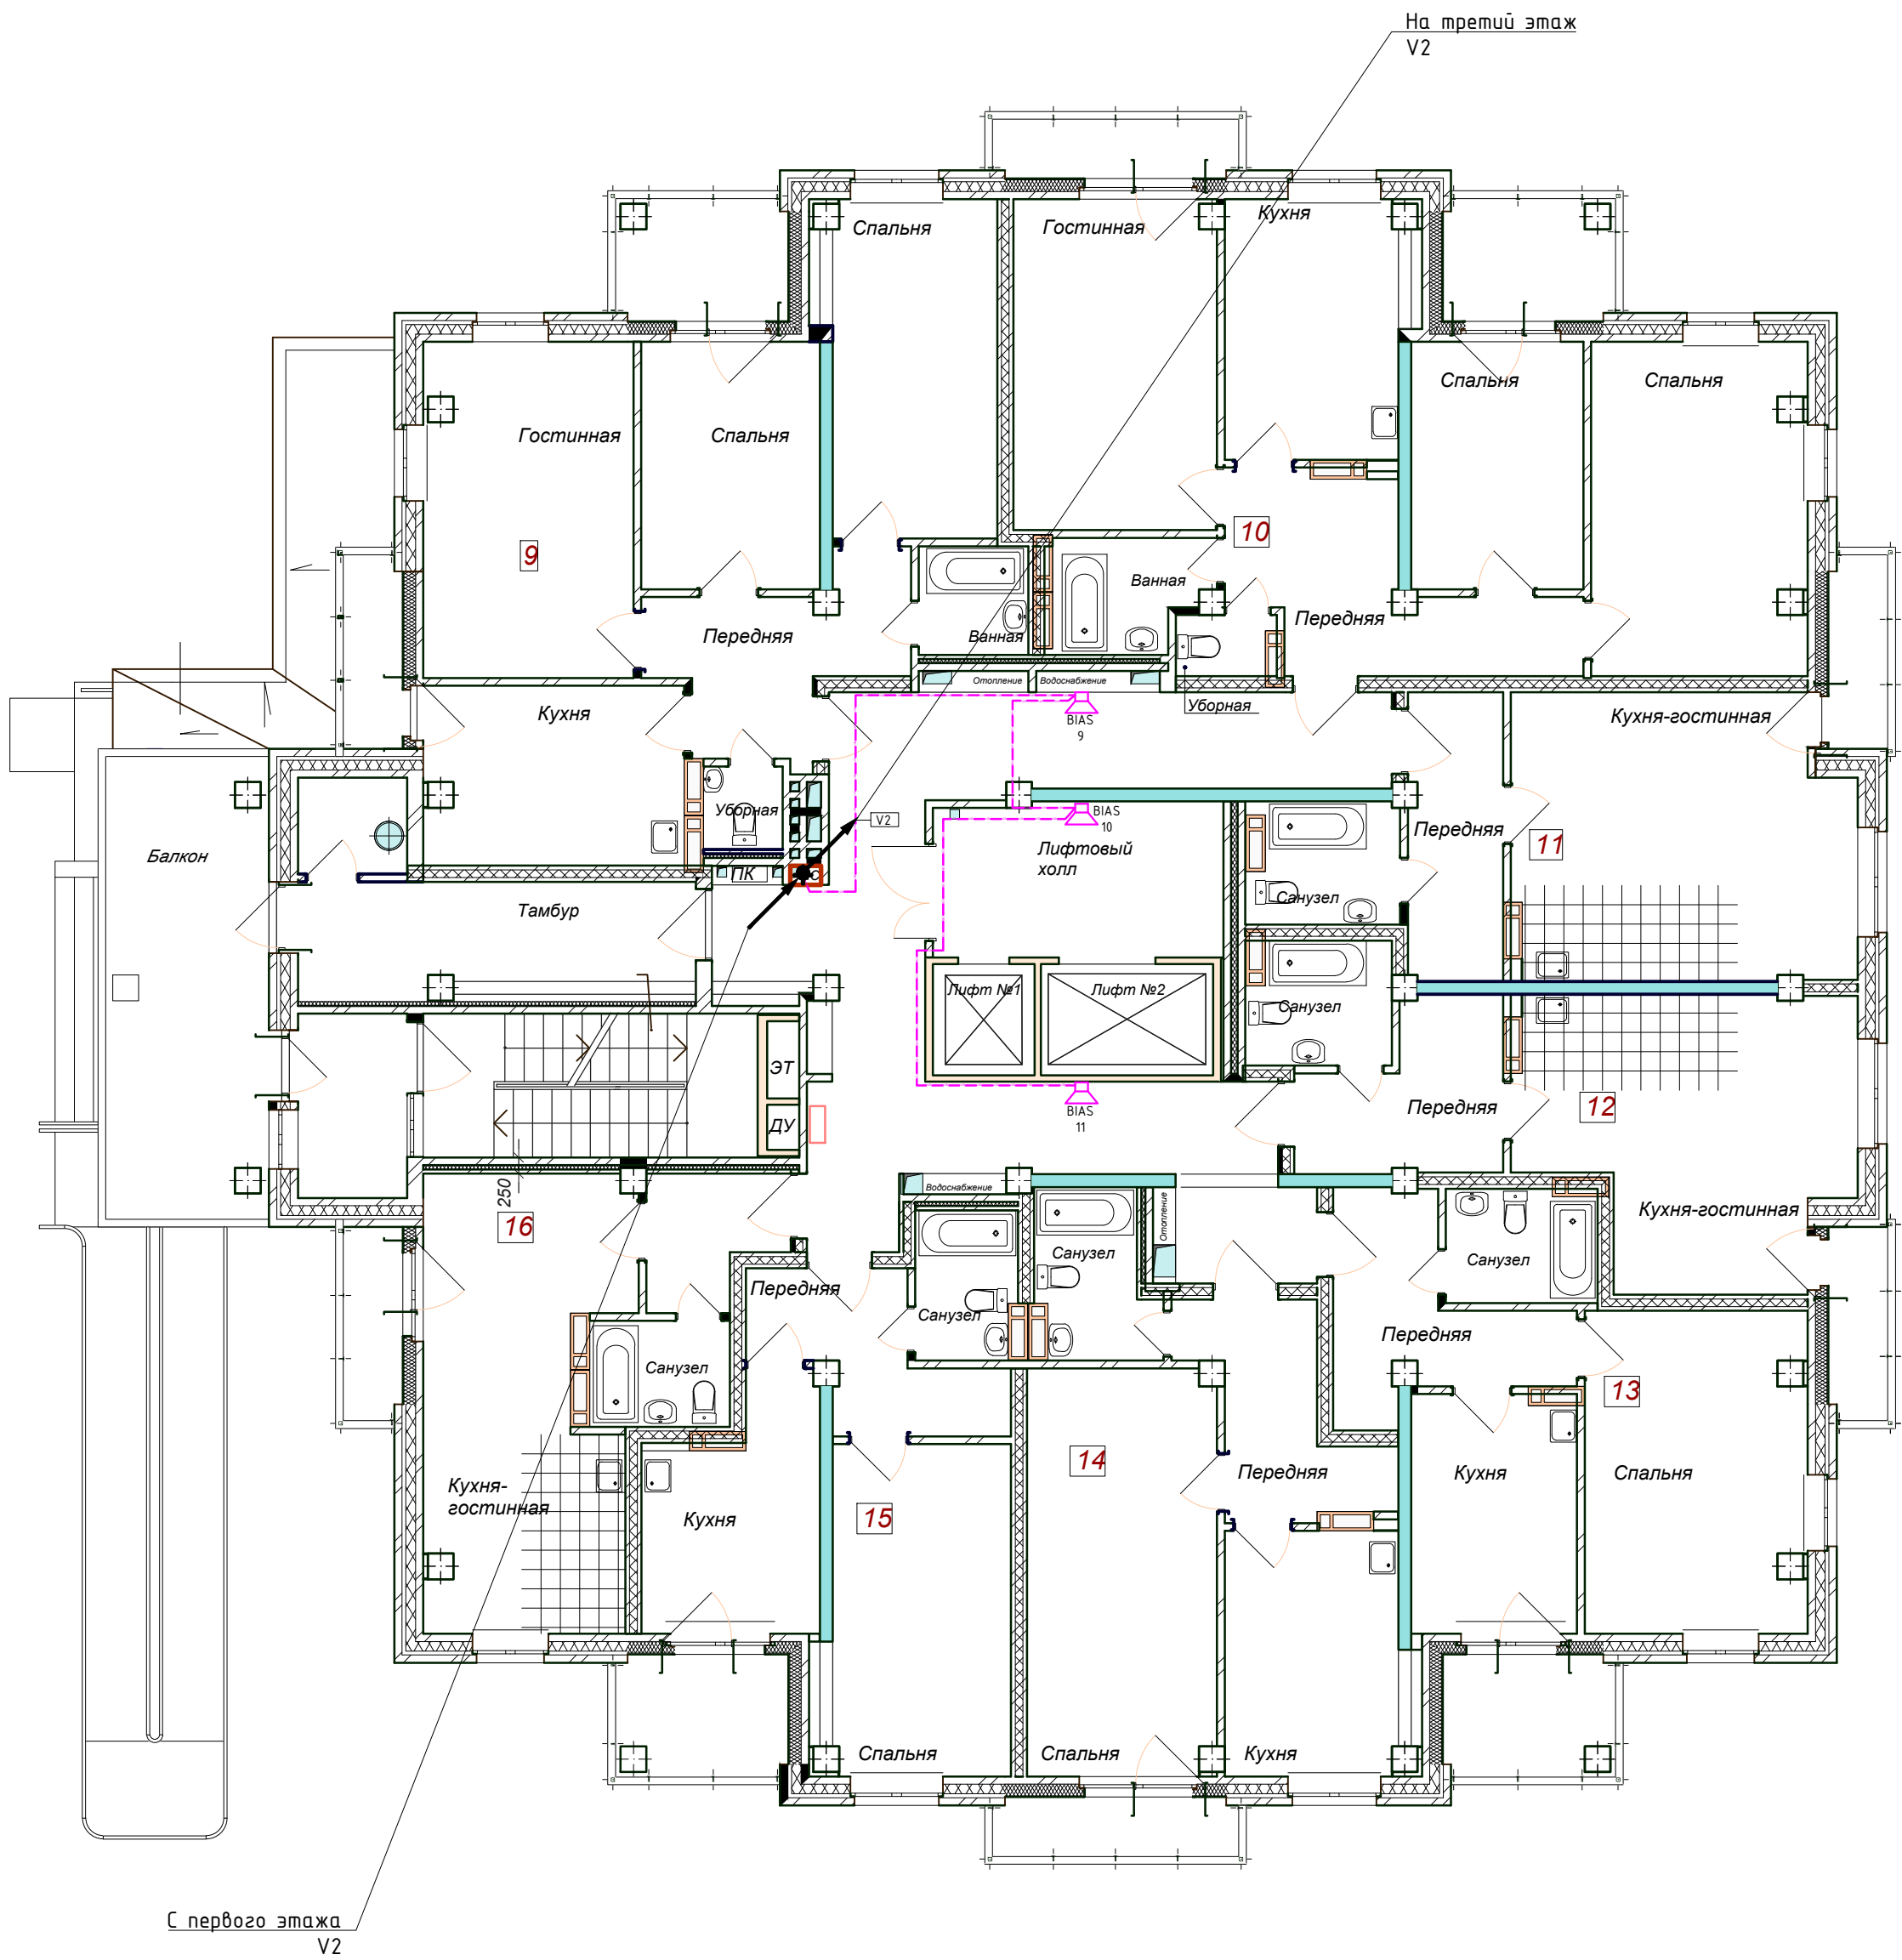 На третий этаж
V2
Спальня
Гостинная
Кухня
Гостинная
Спальня
Спальня
Спальня
9
10
Ванная
Ванная
Передняя
Передняя
Отопление
Водоснабжение
Уборная
Кухня
BIAS
9
Кухня-гостинная
Уборная
V2
BIAS
10
Передняя
11
Балкон
Лифтовый
холл
ПК
С
Санузел
Тамбур
Лифт №1
Лифт №2
Санузел
ЭТ
ДУ
BIAS
11
Передняя
12
250
16
Водоснабжение
Отопление
Кухня-гостинная
Санузел
Санузел
Передняя
Санузел
Передняя
Санузел
13
14
Передняя
Кухня
Спальня
Кухня-
гостинная
Кухня
15
Спальня
Спальня
Кухня
С первого этажа
V2